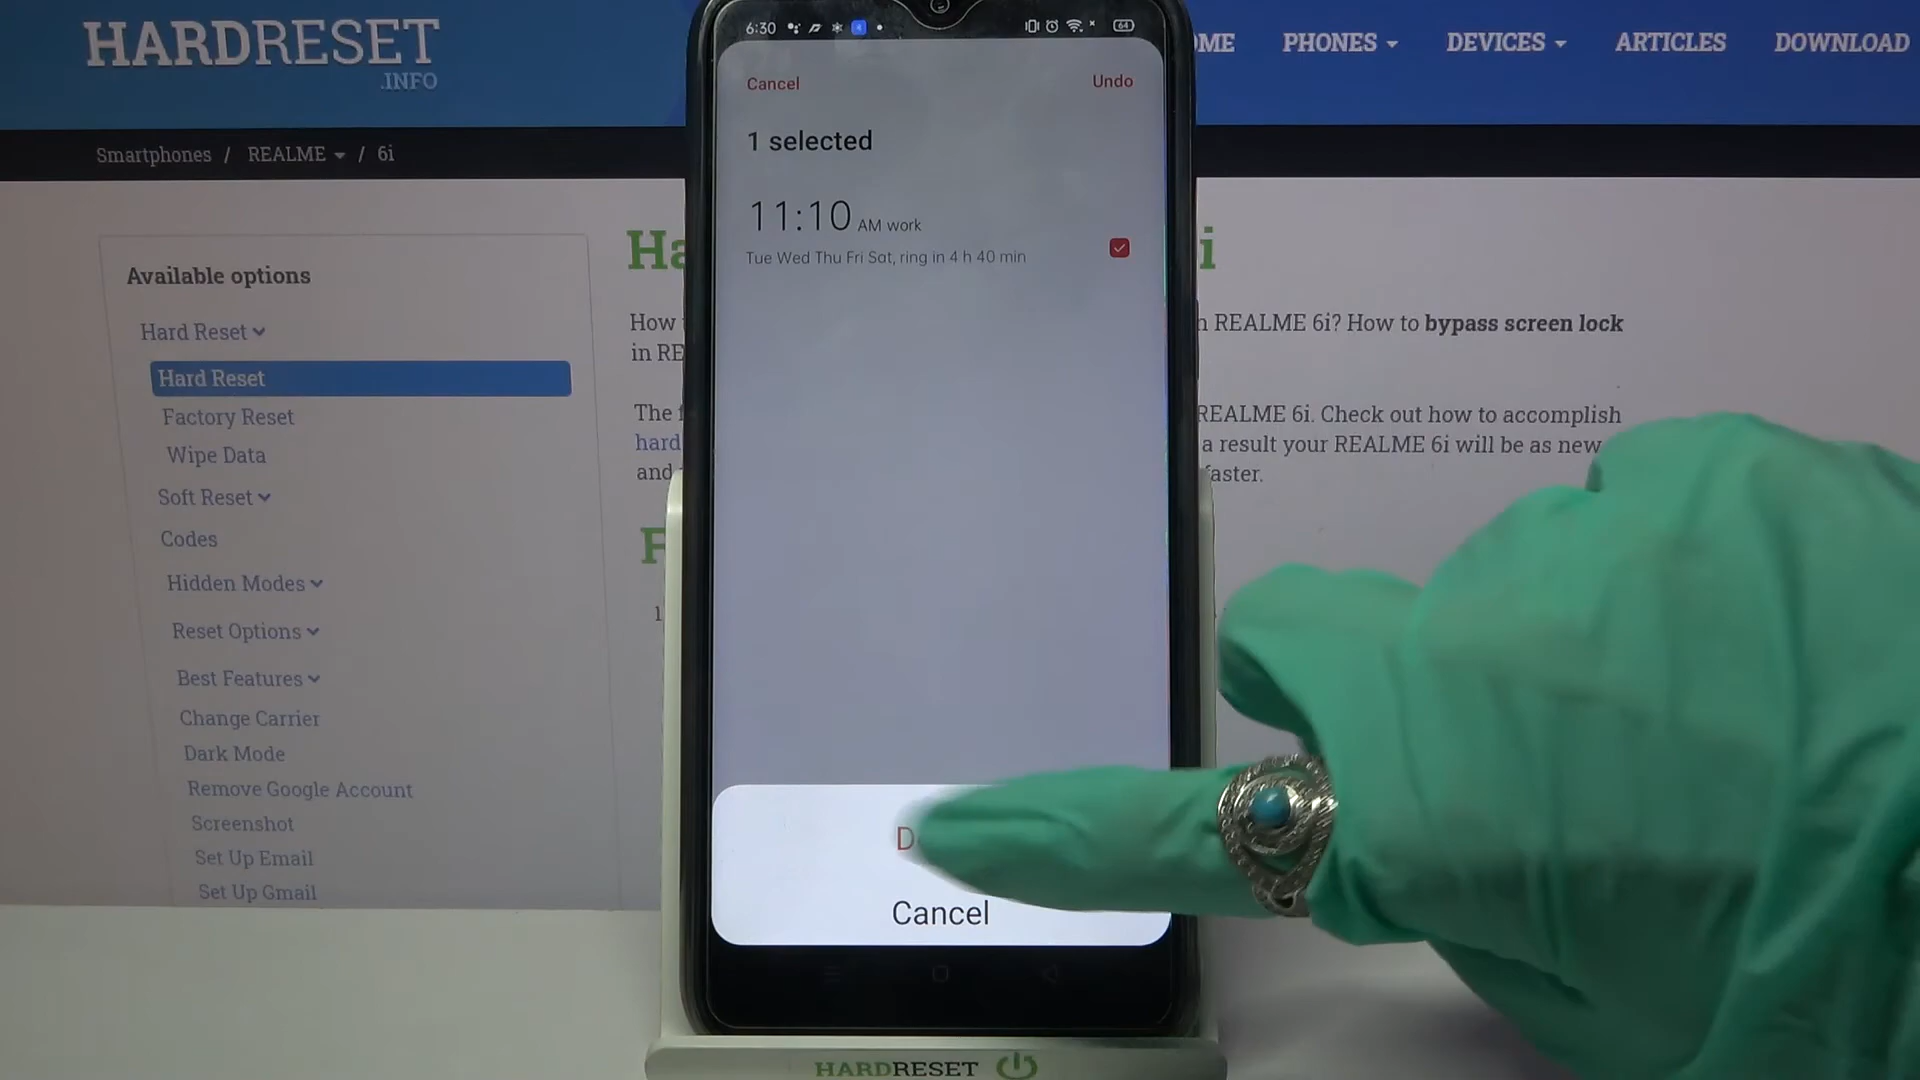 HARDRESET
.INFO
PHONES
DEVICES
ARTICLES
DOWNLOAD
Smartphones / REALME / 6i
Available options
Hard Reset
Hard Reset
Factory Reset
Wipe Data
Soft Reset
Codes
Hidden Modes
Reset Options
Best Features
Change Carrier
Dark Mode
Remove Google Account
Screenshot
Set Up Email
Set Up Gmail
6:30
64
Cancel
Undo
1 selected
11:10 AM work
Tue Wed Thu Fri Sat, ring in 4 h 40 min
Cancel
How
REALME 6i? How to bypass screen lock
in RE
The
REALME 6i. Check out how to accomplish
hard
a result your REALME 6i will be as new
and
faster.
HARDRESET